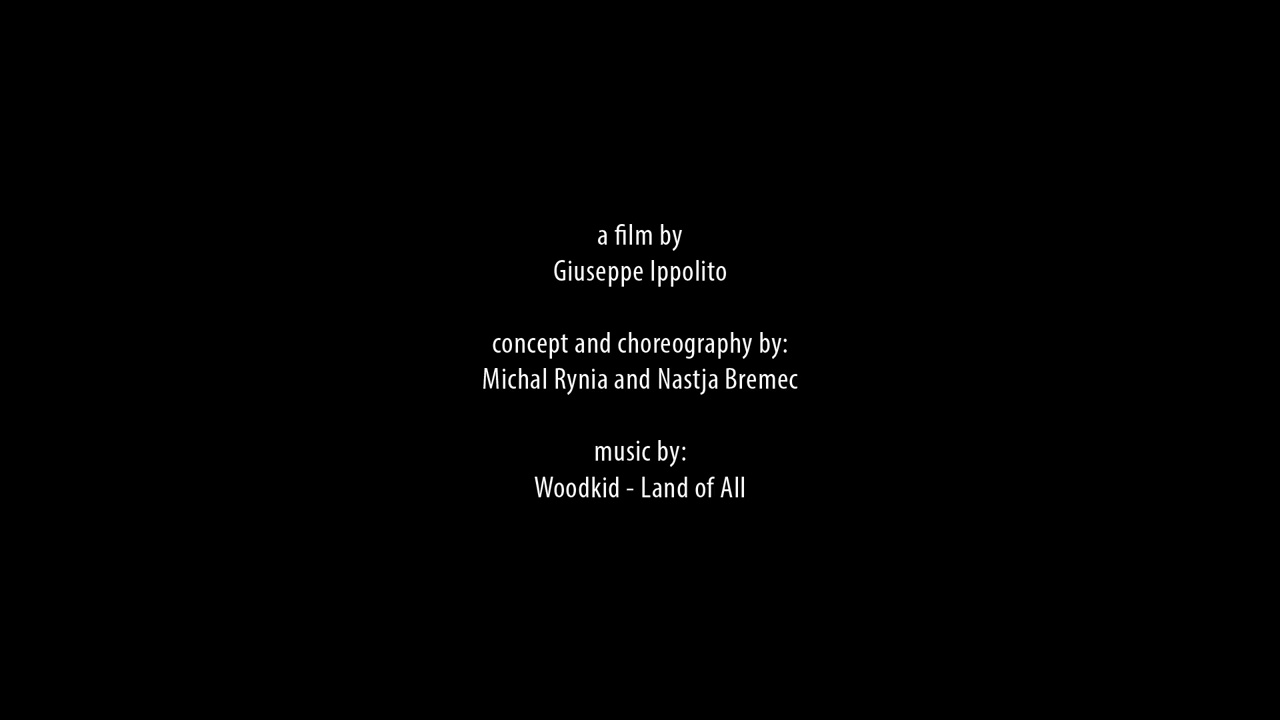 a film by
Giuseppe Ippolito
concept and choreography by:
Michal Rynia and Nastja Bremec
music by:
Woodkid - Land of All